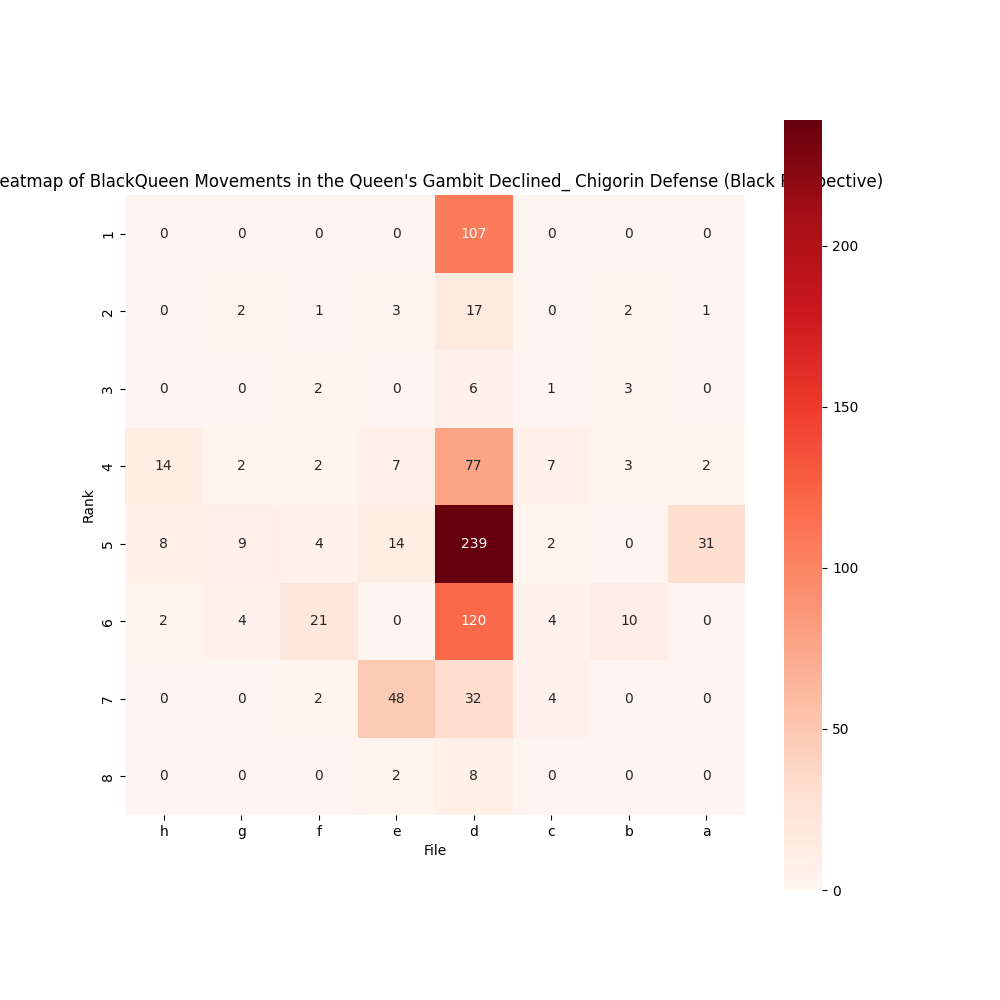 eatmap of BlackQueen Movements in the Queen's Gambit Declined_ Chigorin Defense (Black
200
150
100
50
0
Rank
1 0 0 0 0 107 0 0 0
2 0 2 1 3 17 0 2 1
3 0 0 2 0 6 1 3 0
4 14 2 2 7 77 7 3 2
5 8 9 4 14 239 2 0 31
6 2 4 21 0 120 4 10 0
7 0 0 2 48 32 4 0 0
8 0 0 0 2 8 0 0 0
h g f e d c b a
File